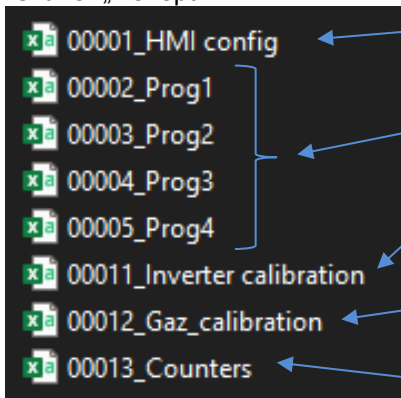 00001_HMI config
00002_Prog1
00003_Prog2
00004_Prog3
00005_Prog4
00011_Inverter calibration
00012_Gaz_calibration
00013_Counters